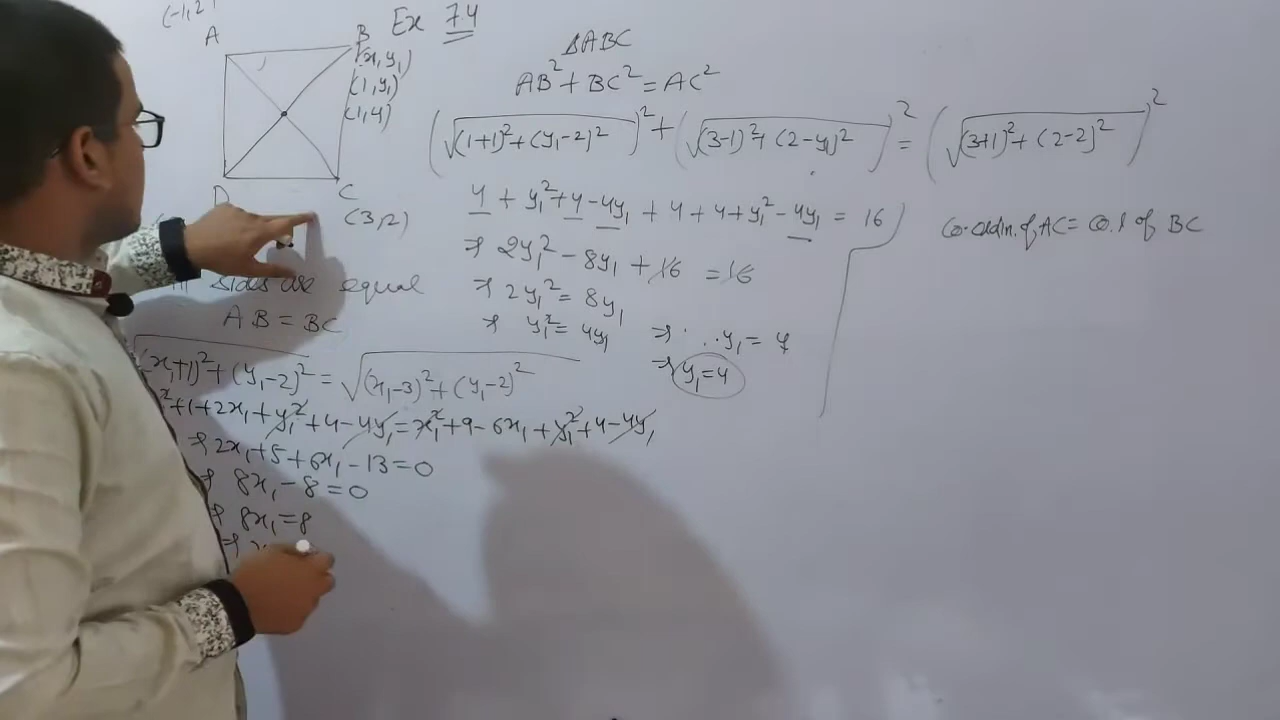 (-1,2)
A
B
Ex 74
(x, y₁)
(1, y₁)
(1,4)
D
C
(3,2)
sides are equal
AB = BC
(x₁+1)²+(y₁-2)² = √(x₁-3)²+(y₁-2)²
²+1+2x₁+y₁²+4-4y₁=x₁²+9-6x₁+y₁²+4-4y₁
⇒2x₁+5+6x₁-13=0
⇒ 8x₁-8=0
⇒ 8x₁=8
ΔABC
AB²+BC²=AC²
(√(1+1)²+(y₁-2)²)²+(√(3-1)²+(2-y₁)²)²=(√(3+1)²+(2-2)²)²
4+y₁²+4-4y₁+4+4+y₁²-4y₁=16
⇒ 2y₁²-8y₁+16=16
⇒ 2y₁²=8y₁
⇒ y₁²=4y₁ ⇒ ∴ y₁=4
⇒ y₁=4
Co-ordin. of AC = Co. of BC